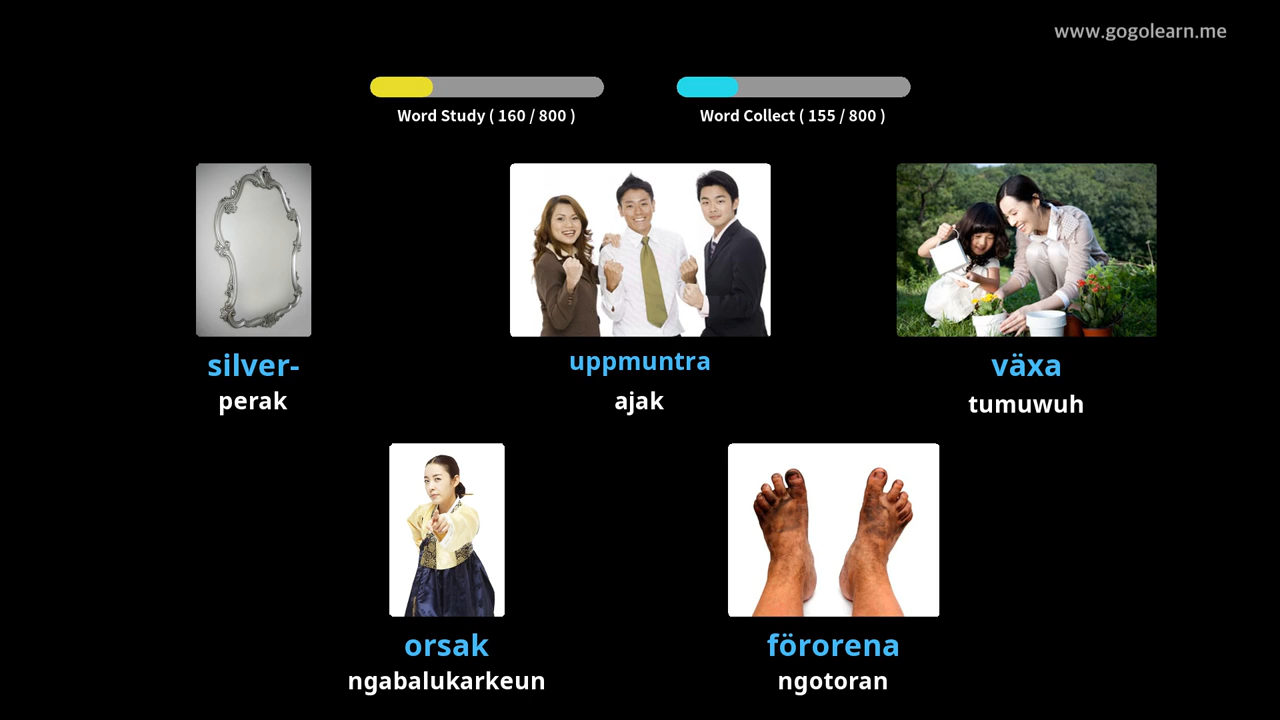 www.gogolearn.me
Word Study ( 160 / 800 )
Word Collect ( 155 / 800 )
silver-
perak
uppmuntra
ajak
växa
tumuwuh
orsak
ngabalukarkeun
förorena
ngotoran